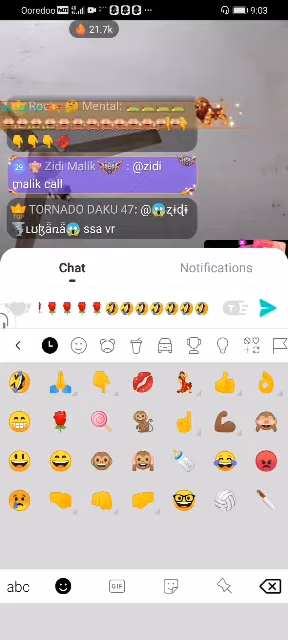 Ooredoo 9:03
21.7k
Mental:
29 Zidi Malik : @zidi
malik call
TORNADO DAKU 47: @
ssa vr
Chat Notifications
abc GIF